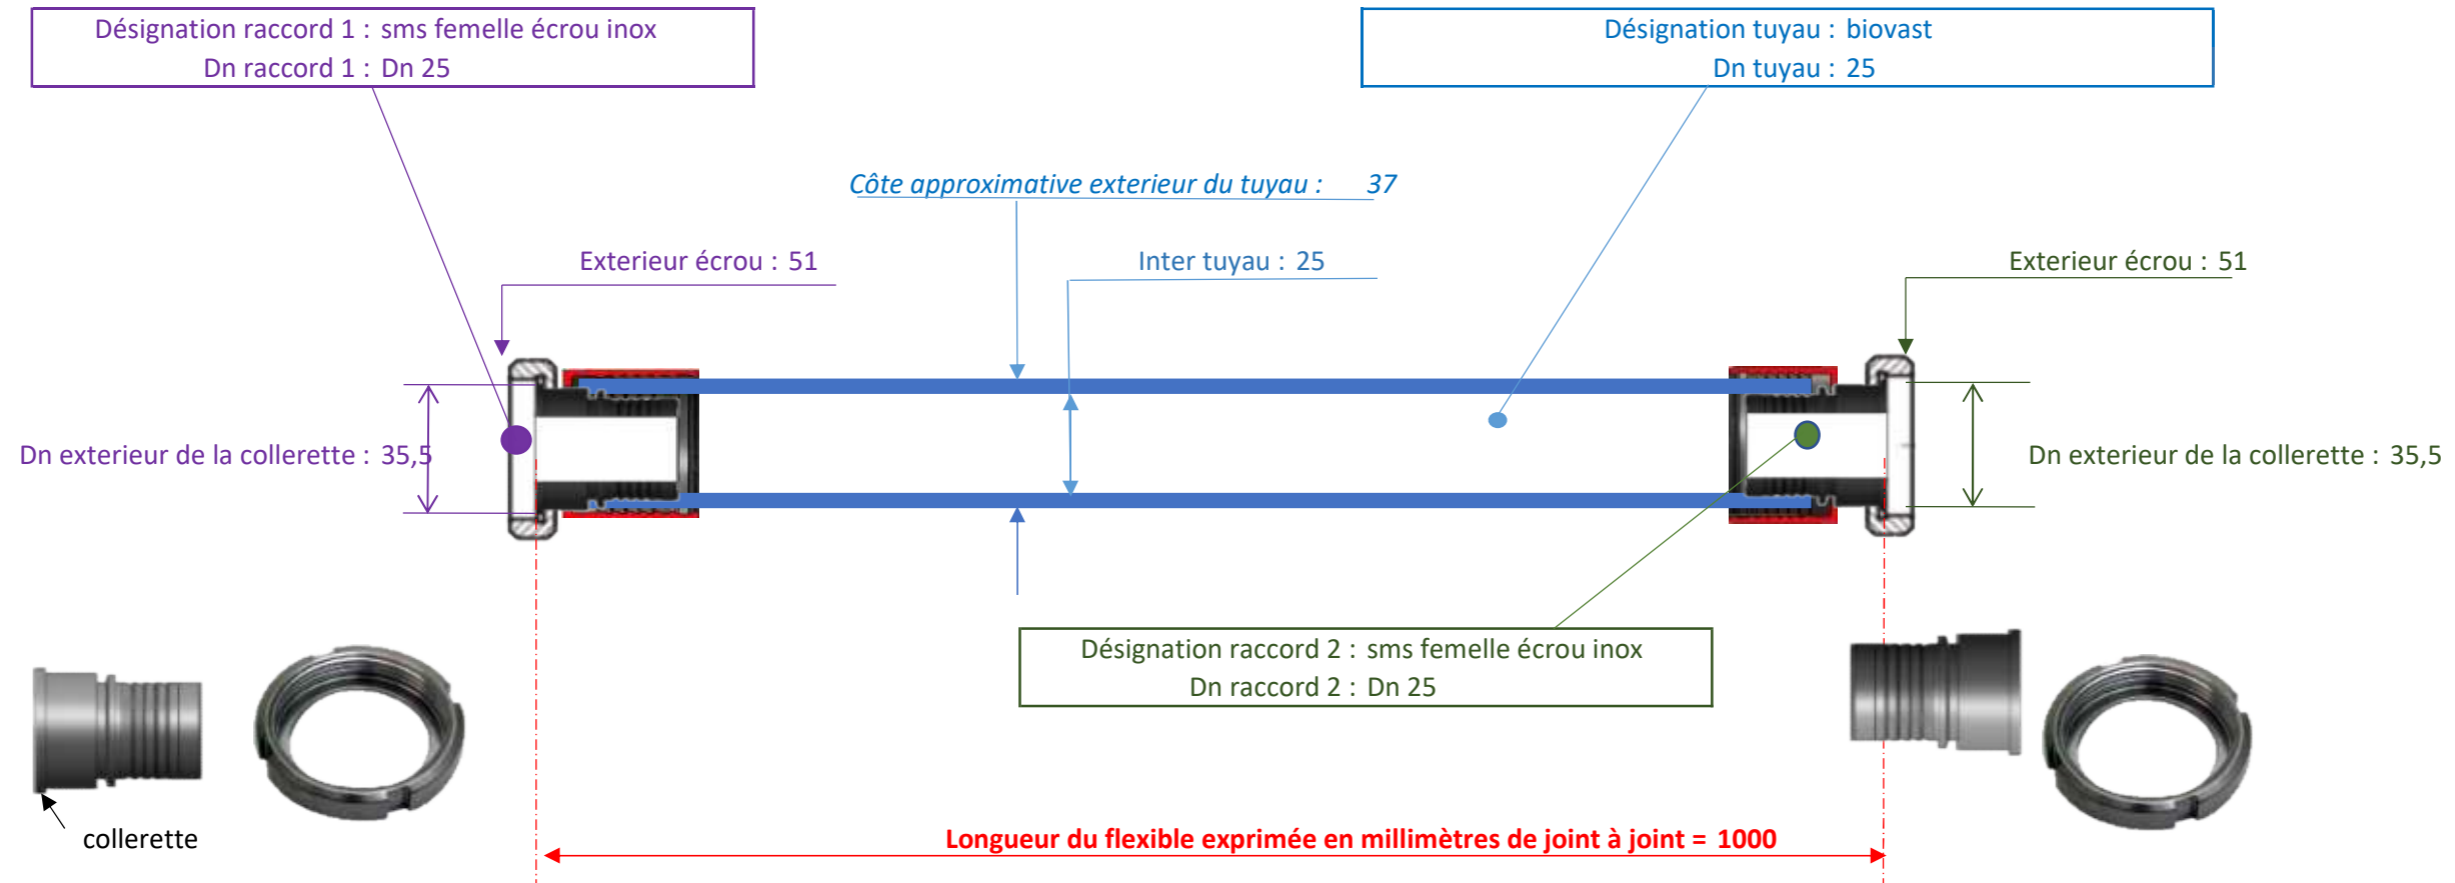 Désignation raccord 1 : sms femelle écrou inox
Dn raccord 1 : Dn 25
Désignation tuyau : biovast
Dn tuyau : 25
Côte approximative exterieur du tuyau : 37
Exterieur écrou : 51
Inter tuyau : 25
Exterieur écrou : 51
Dn exterieur de la collerette : 35,5
Dn exterieur de la collerette : 35,5
Désignation raccord 2 : sms femelle écrou inox
Dn raccord 2 : Dn 25
collerette
Longueur du flexible exprimée en millimètres de joint à joint = 1000